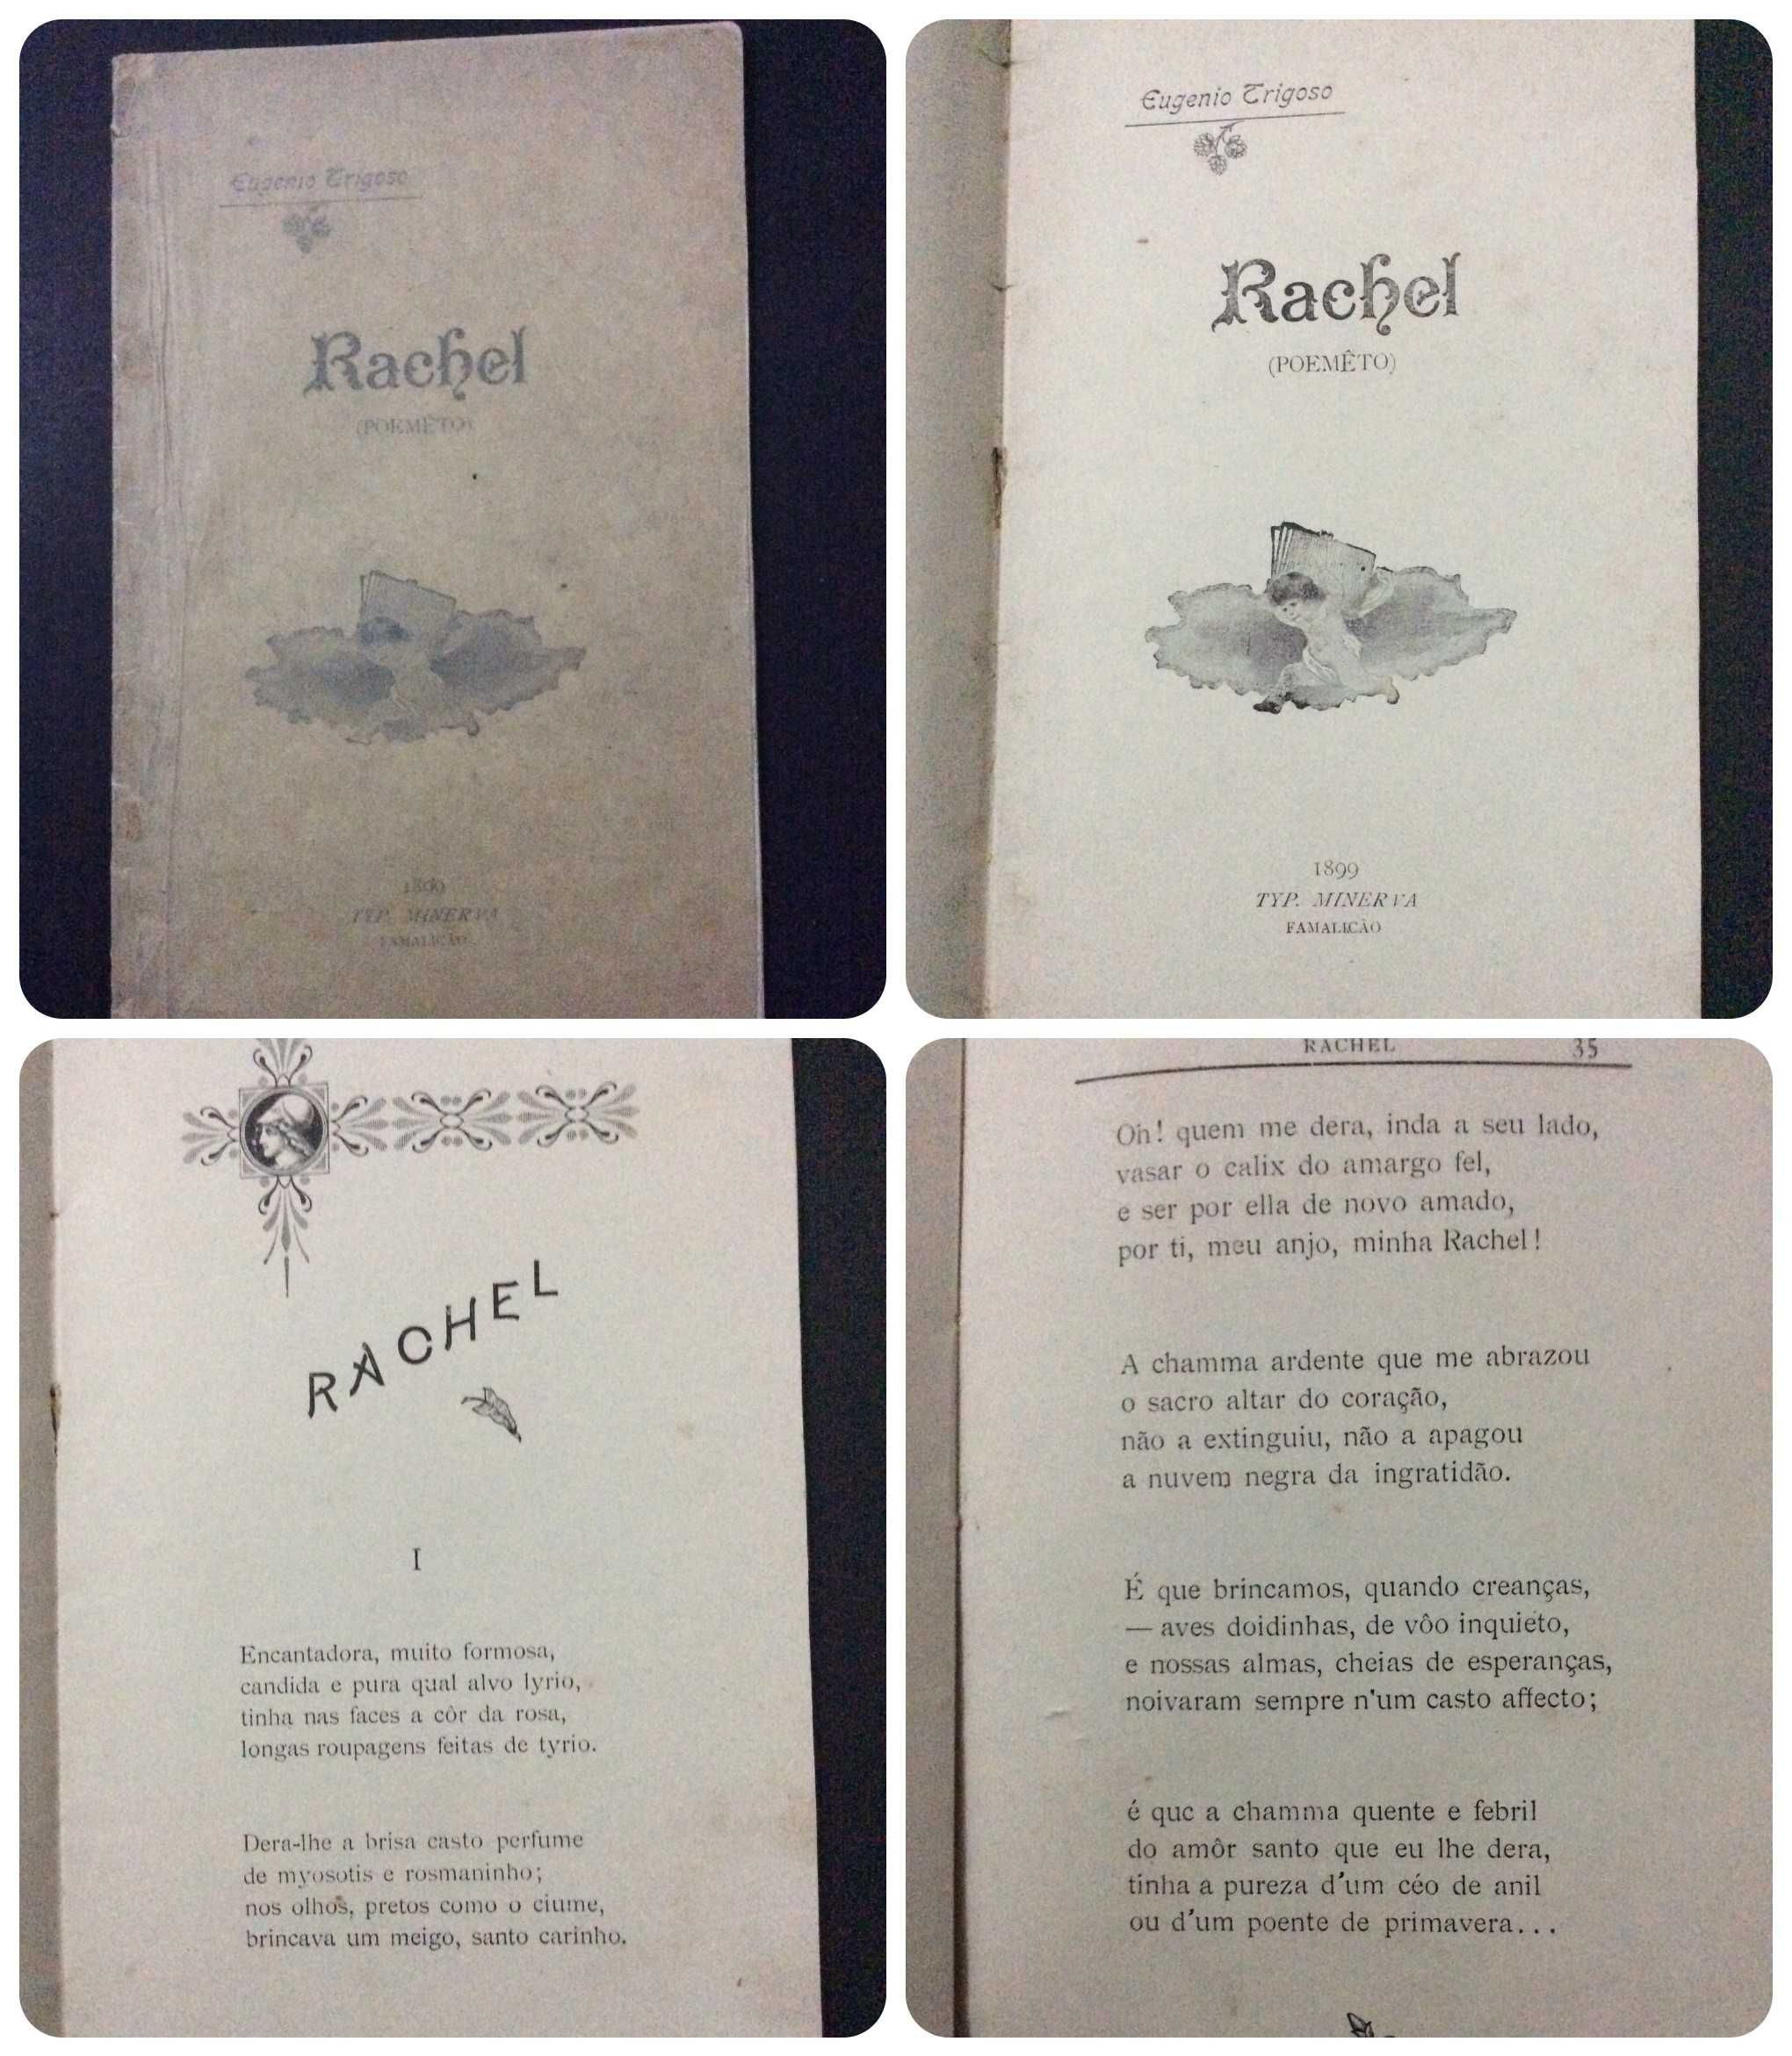 Eugenio Trigoso
Rachel
(POEMÊTO)
1899
TYP. MINERVA
FAMALICÃO
Eugenio Trigoso
Rachel
(POEMÊTO)
1899
TYP. MINERVA
FAMALICÃO
RACHEL
I
Encantadora, muito formosa,
candida e pura qual alvo lyrio,
tinha nas faces a côr da rosa,
longas roupagens feitas de tyrio.
Dera-lhe a brisa casto perfume
de myosotis e rosmaninho;
nos olhos, pretos como o ciume,
brincava um meigo, santo carinho.
RACHEL 35
Oh! quem me dera, inda a seu lado,
vasar o calix do amargo fel,
e ser por ella de novo amado,
por ti, meu anjo, minha Rachel!
A chamma ardente que me abrazou
o sacro altar do coração,
não a extinguiu, não a apagou
a nuvem negra da ingratidão.
É que brincamos, quando creanças,
— aves doidinhas, de vôo inquieto,
e nossas almas, cheias de esperanças,
noivaram sempre n'um casto affecto;
é que a chamma quente e febril
do amôr santo que eu lhe dera,
tinha a pureza d'um céo de anil
ou d'um poente de primavera...